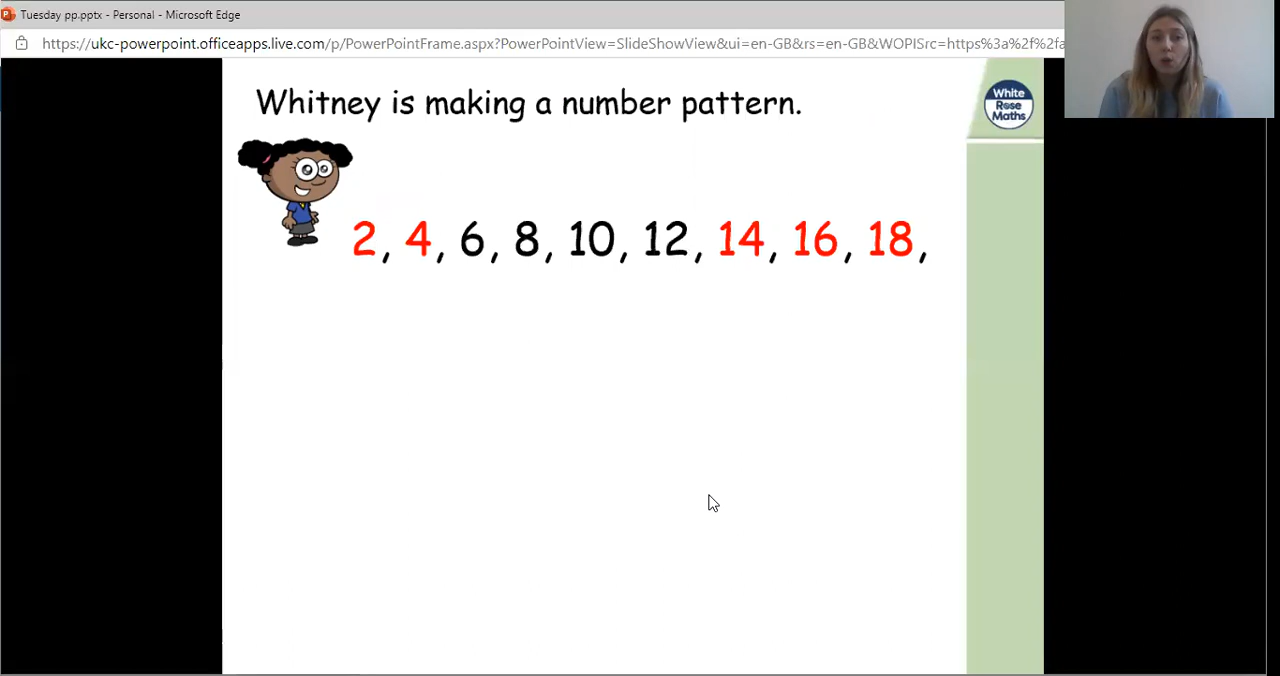 Tuesday pp.pptx - Personal - Microsoft Edge
https://ukc-powerpoint.officeapps.live.com/p/PowerPointFrame.aspx?PowerPointView=SlideShowView&ui=en-GB&rs=en-GB&WOPISrc=https%3a%2f%2fa
Whitney is making a number pattern.
White
Rose
Maths
2, 4, 6, 8, 10, 12, 14, 16, 18,